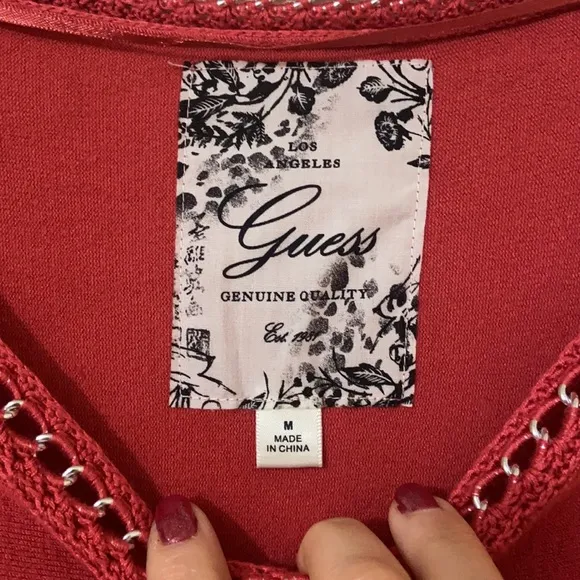 LOS
ANGELES
Guess
GENUINE QUALITY
Est. 1981
M
MADE
IN CHINA